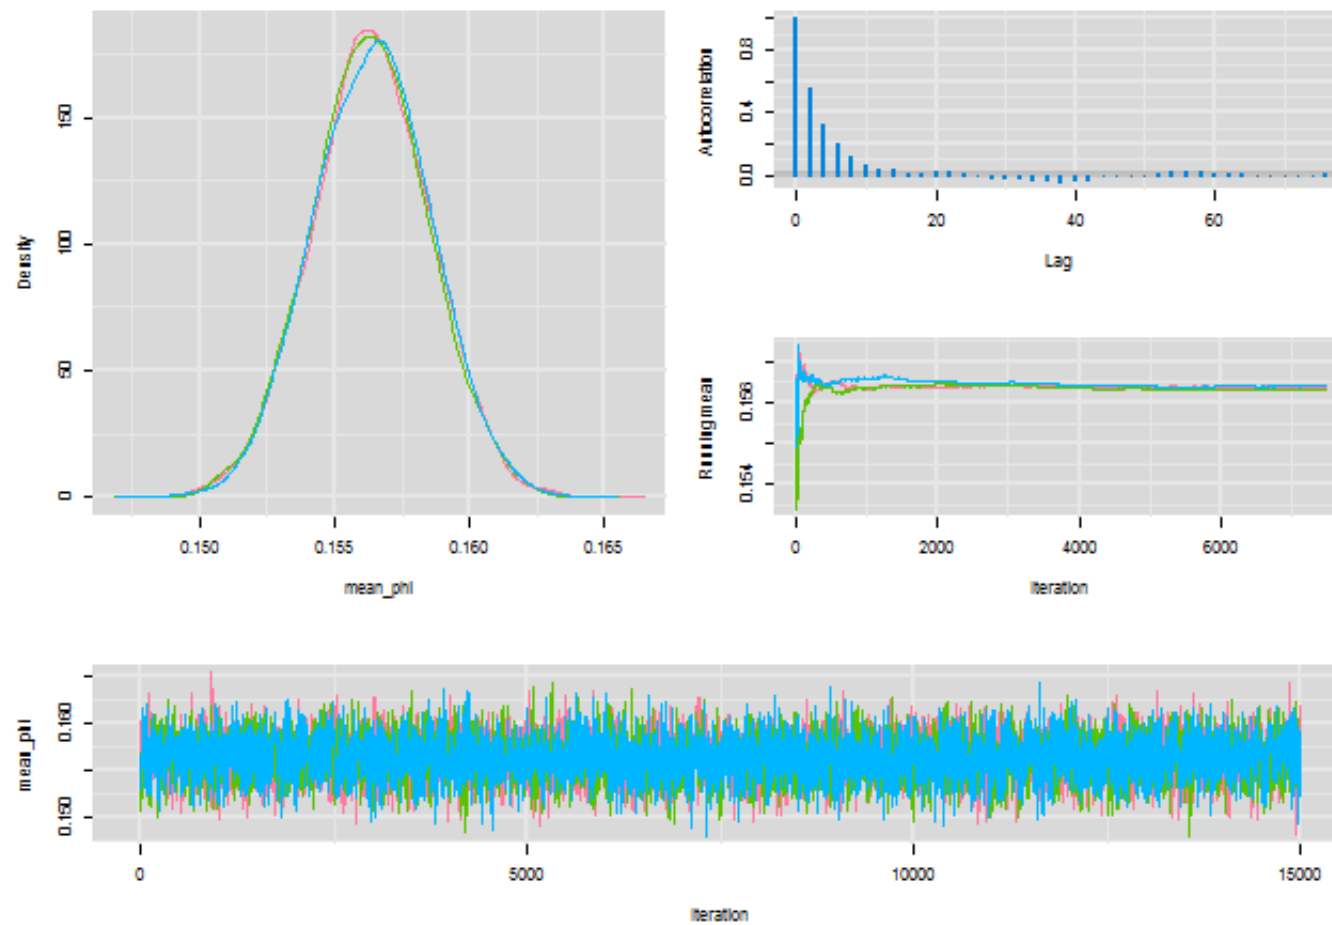 Density
0 50 100 150
0.150 0.155 0.160 0.165
mean_phi
Autocorrelation
0.0 0.4 0.8
0 20 40 60
Lag
Running mean
0.154 0.156
0 2000 4000 6000
Iteration
mean_phi
0.150 0.160
0 5000 10000 15000
Iteration